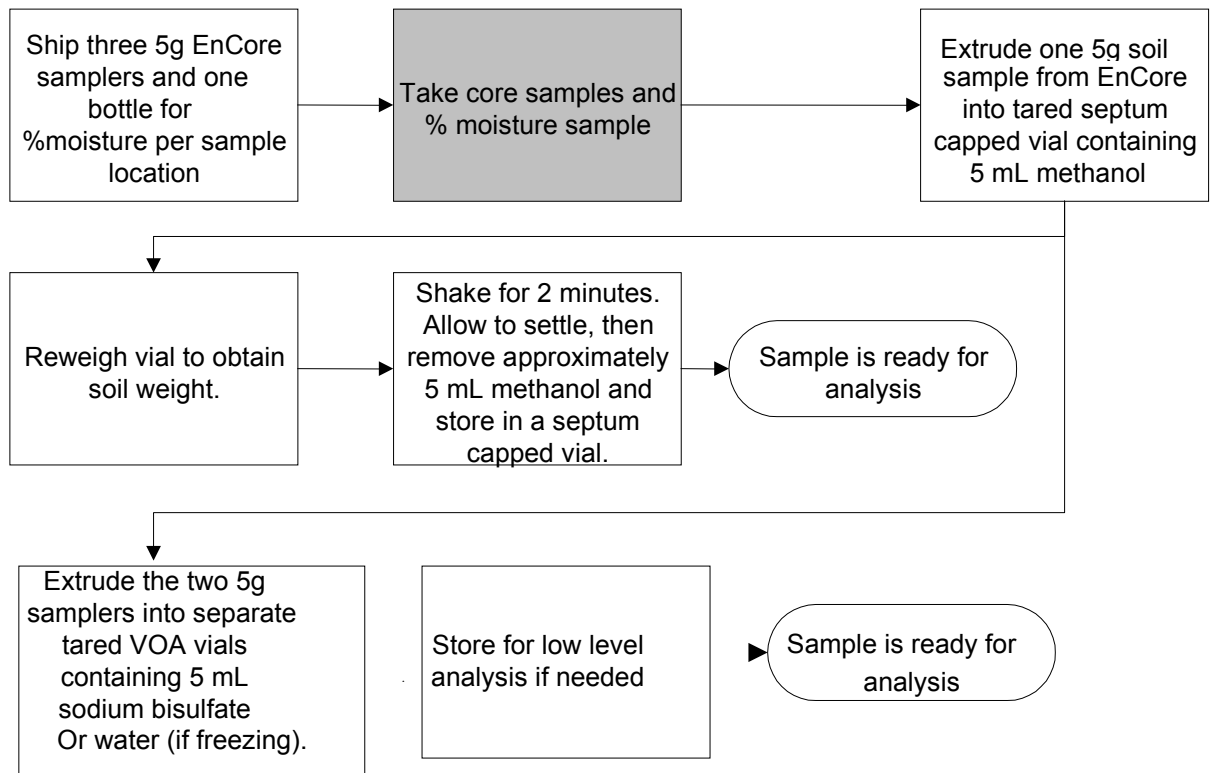 Ship three 5g EnCore
samplers and one
bottle for
%moisture per sample
location
Take core samples and
% moisture sample
Extrude one 5g soil
sample from EnCore
into tared septum
capped vial containing
5 mL methanol
Reweigh vial to obtain
soil weight.
Shake for 2 minutes.
Allow to settle, then
remove approximately
5 mL methanol and
store in a septum
capped vial.
Sample is ready for
analysis
Extrude the two 5g
samplers into separate
tared VOA vials
containing 5 mL
sodium bisulfate
Or water (if freezing).
Store for low level
analysis if needed
Sample is ready for
analysis